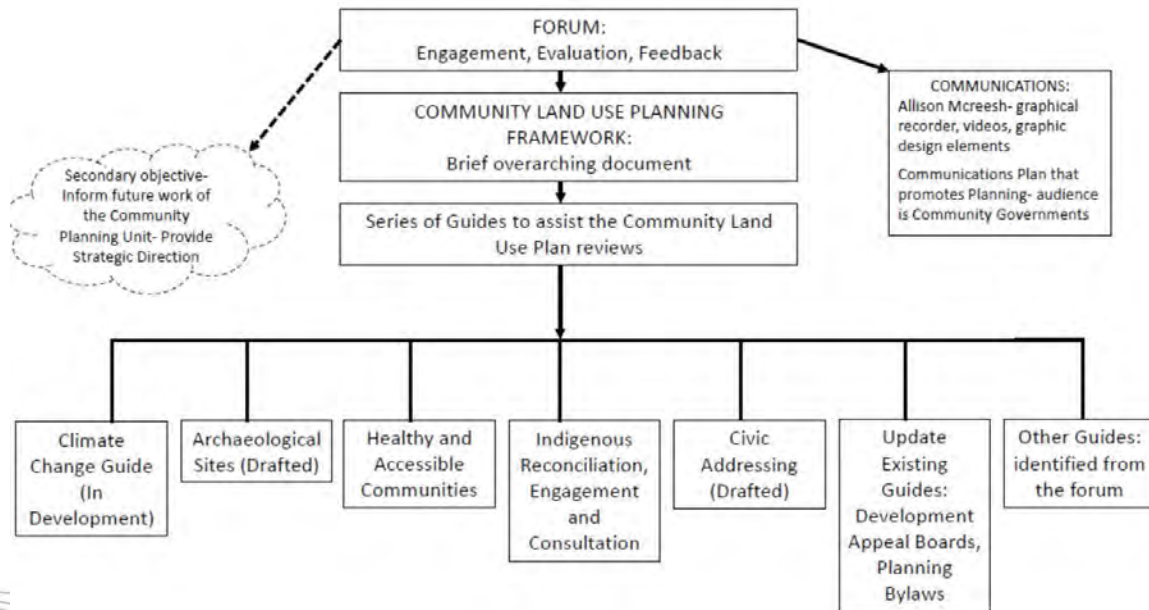 FORUM:
Engagement, Evaluation, Feedback
COMMUNITY LAND USE PLANNING
FRAMEWORK:
Brief overarching document
Series of Guides to assist the Community Land
Use Plan reviews
COMMUNICATIONS:
Allison Mcreesh- graphical
recorder, videos, graphic
design elements
Communications Plan that
promotes Planning- audience
is Community Governments
Secondary objective-
Inform future work of
the Community
Planning Unit- Provide
Strategic Direction
Climate
Change Guide
(In
Development)
Archaeological
Sites (Drafted)
Healthy and
Accessible
Communities
Indigenous
Reconciliation,
Engagement
and
Consultation
Civic
Addressing
(Drafted)
Update
Existing
Guides:
Development
Appeal Boards,
Planning
Bylaws
Other Guides:
identified from
the forum